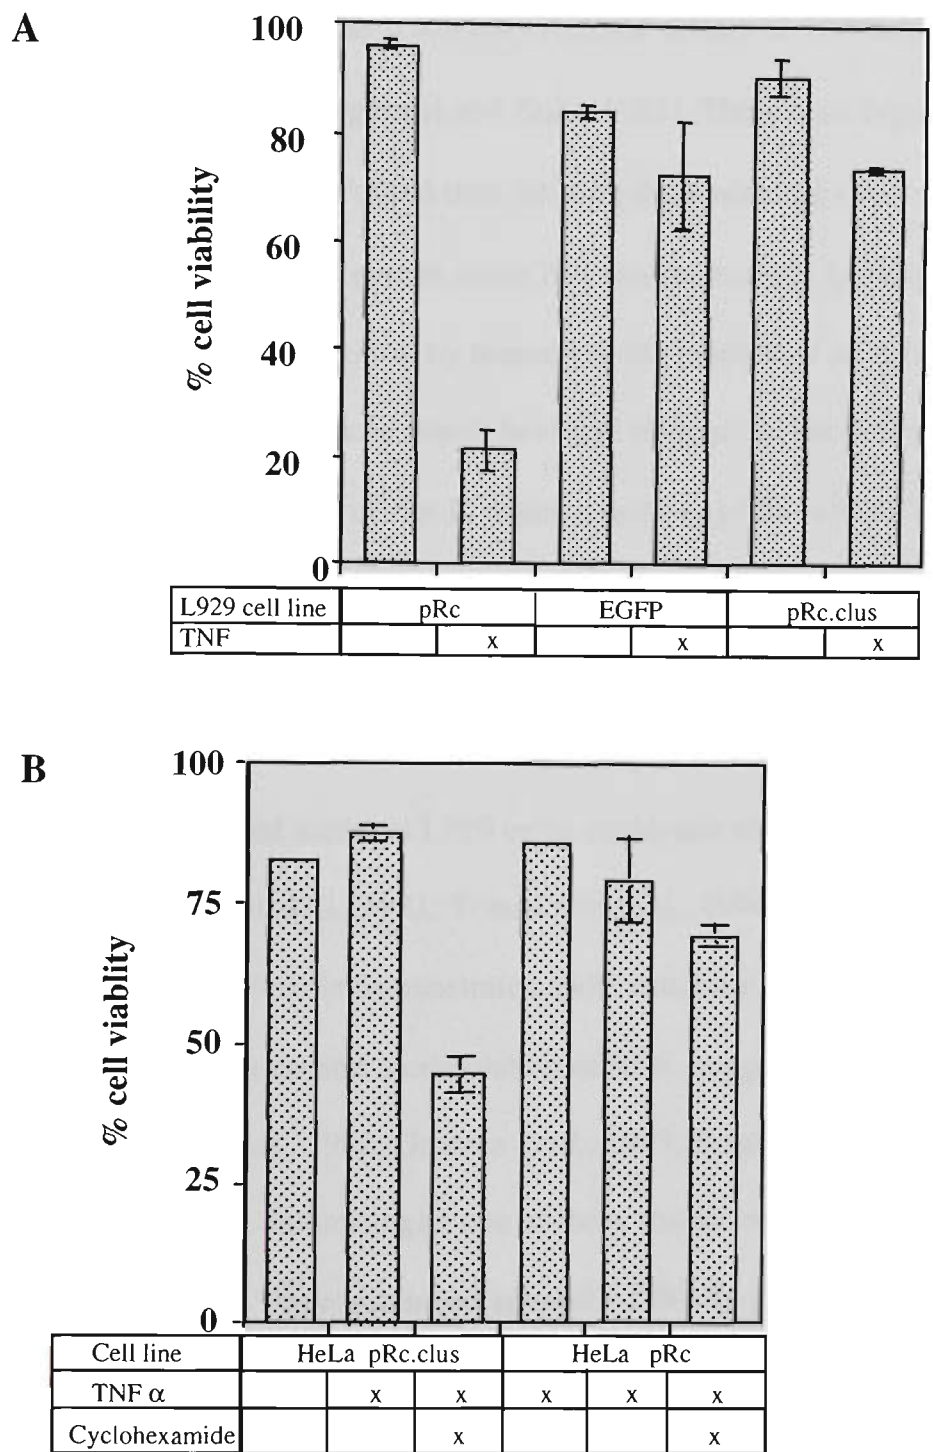 A
100
80
60
40
20
0
% cell viability
L929 cell line pRc EGFP pRc.clus
TNF x x x
B
100
75
50
25
0
% cell viablity
Cell line HeLa pRc.clus HeLa pRc
TNF α x x x x x
Cyclohexamide x x